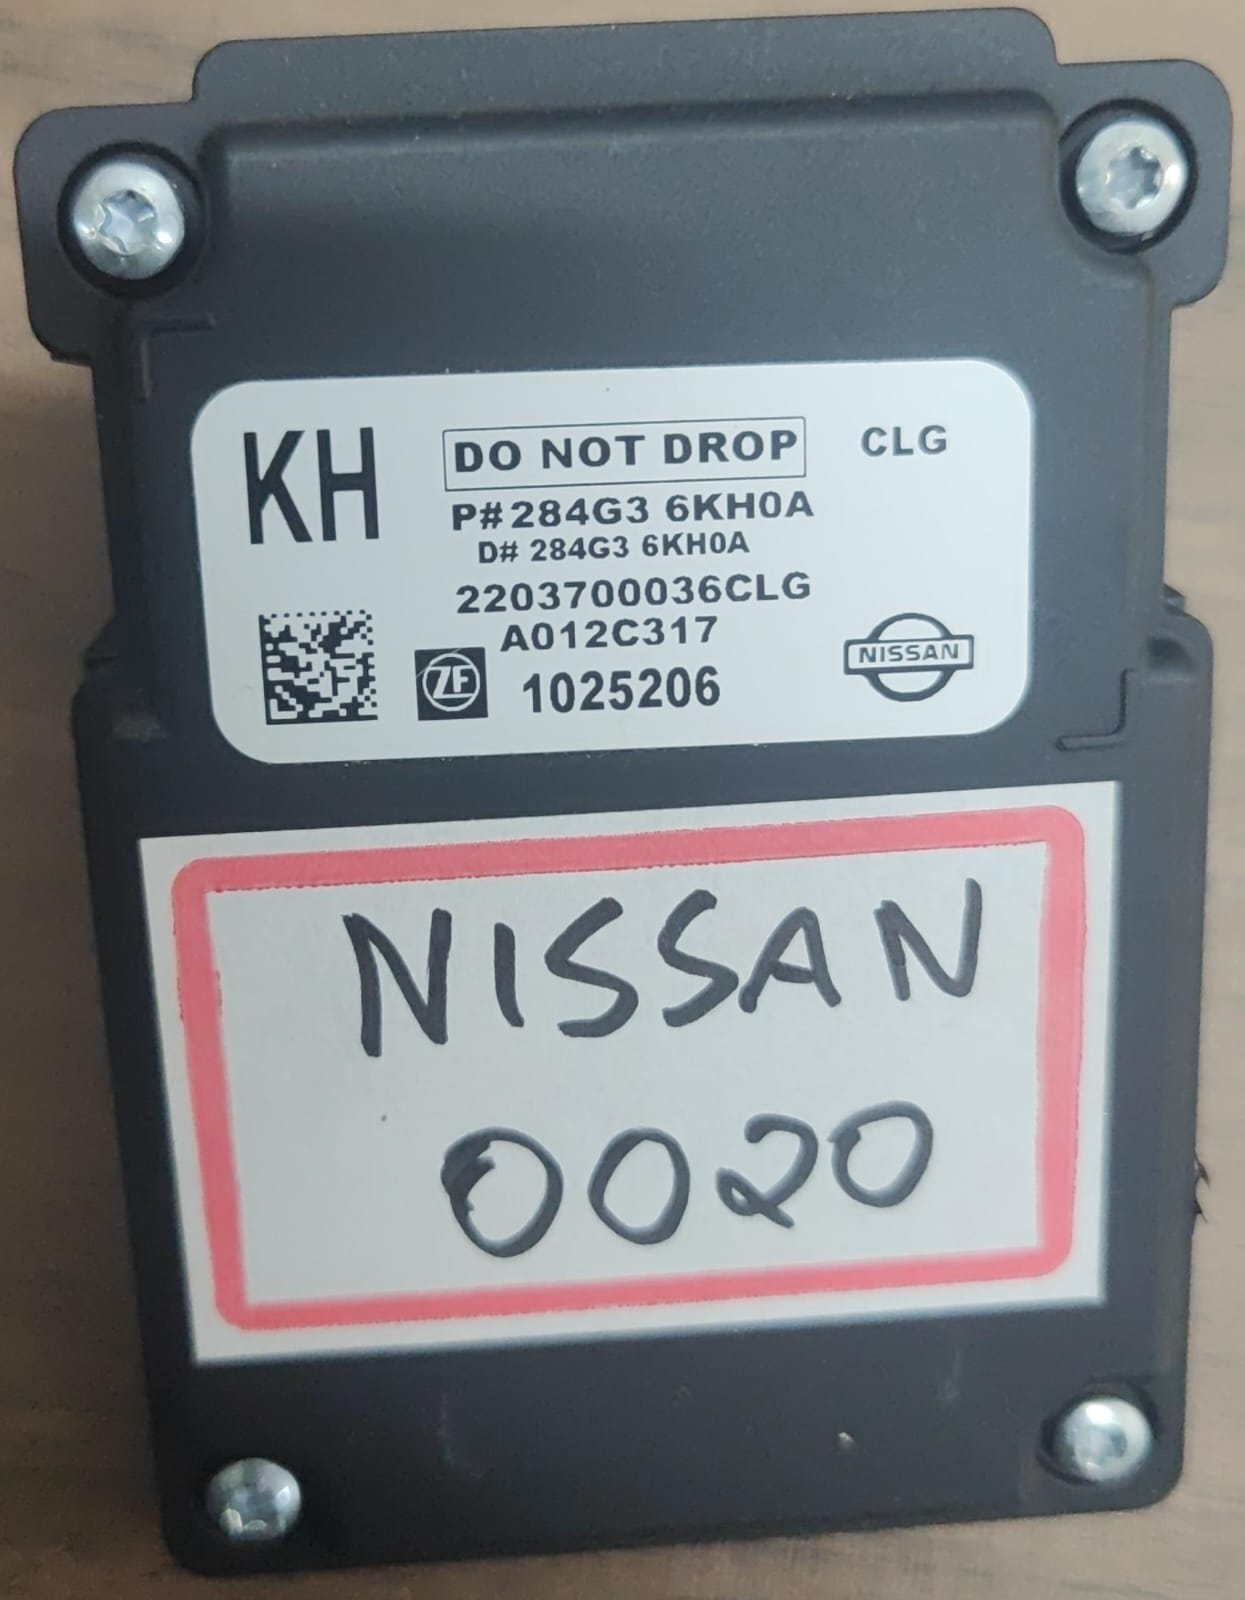 KH
DO NOT DROP
CLG
P# 284G3 6KH0A
D# 284G3 6KH0A
2203700036CLG
A012C317
ZF
1025206
NISSAN
NISSAN
0020